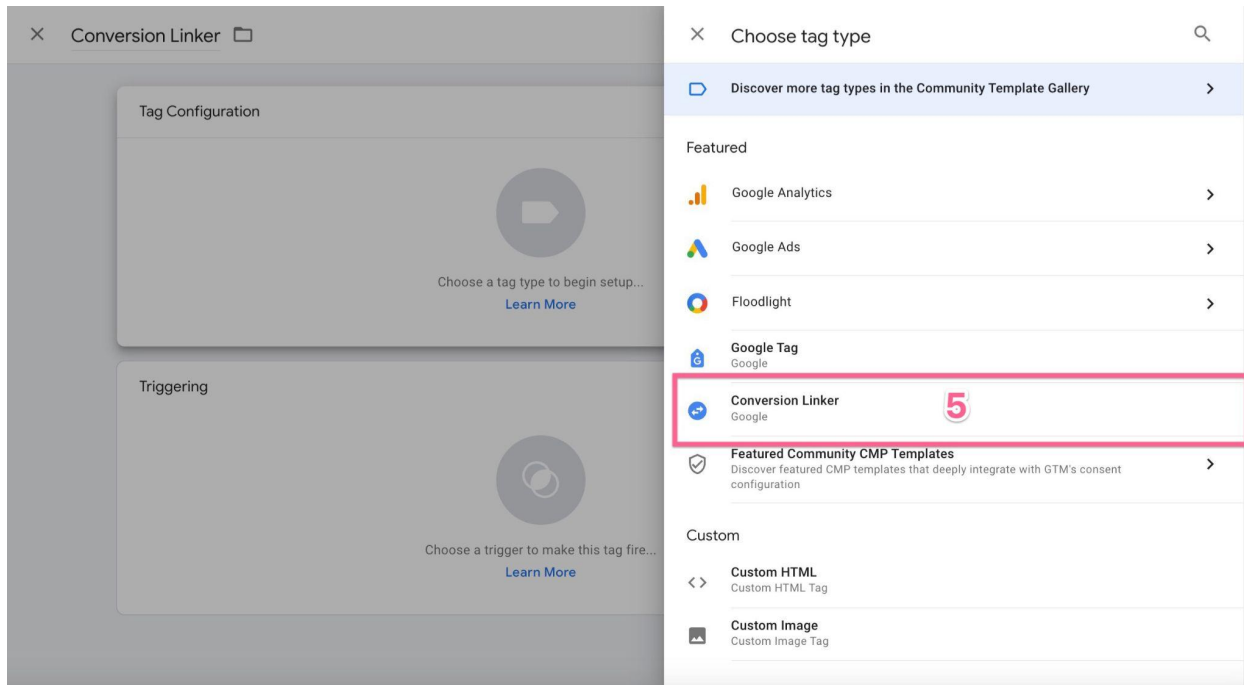 Conversion Linker
Tag Configuration
Choose a tag type to begin setup...
Learn More
Triggering
Choose a trigger to make this tag fire...
Learn More
Choose tag type
Discover more tag types in the Community Template Gallery
Featured
Google Analytics
Google Ads
Floodlight
Google Tag
Google
Conversion Linker
Google
5
Featured Community CMP Templates
Discover featured CMP templates that deeply integrate with GTM's consent
configuration
Custom
Custom HTML
Custom HTML Tag
Custom Image
Custom Image Tag